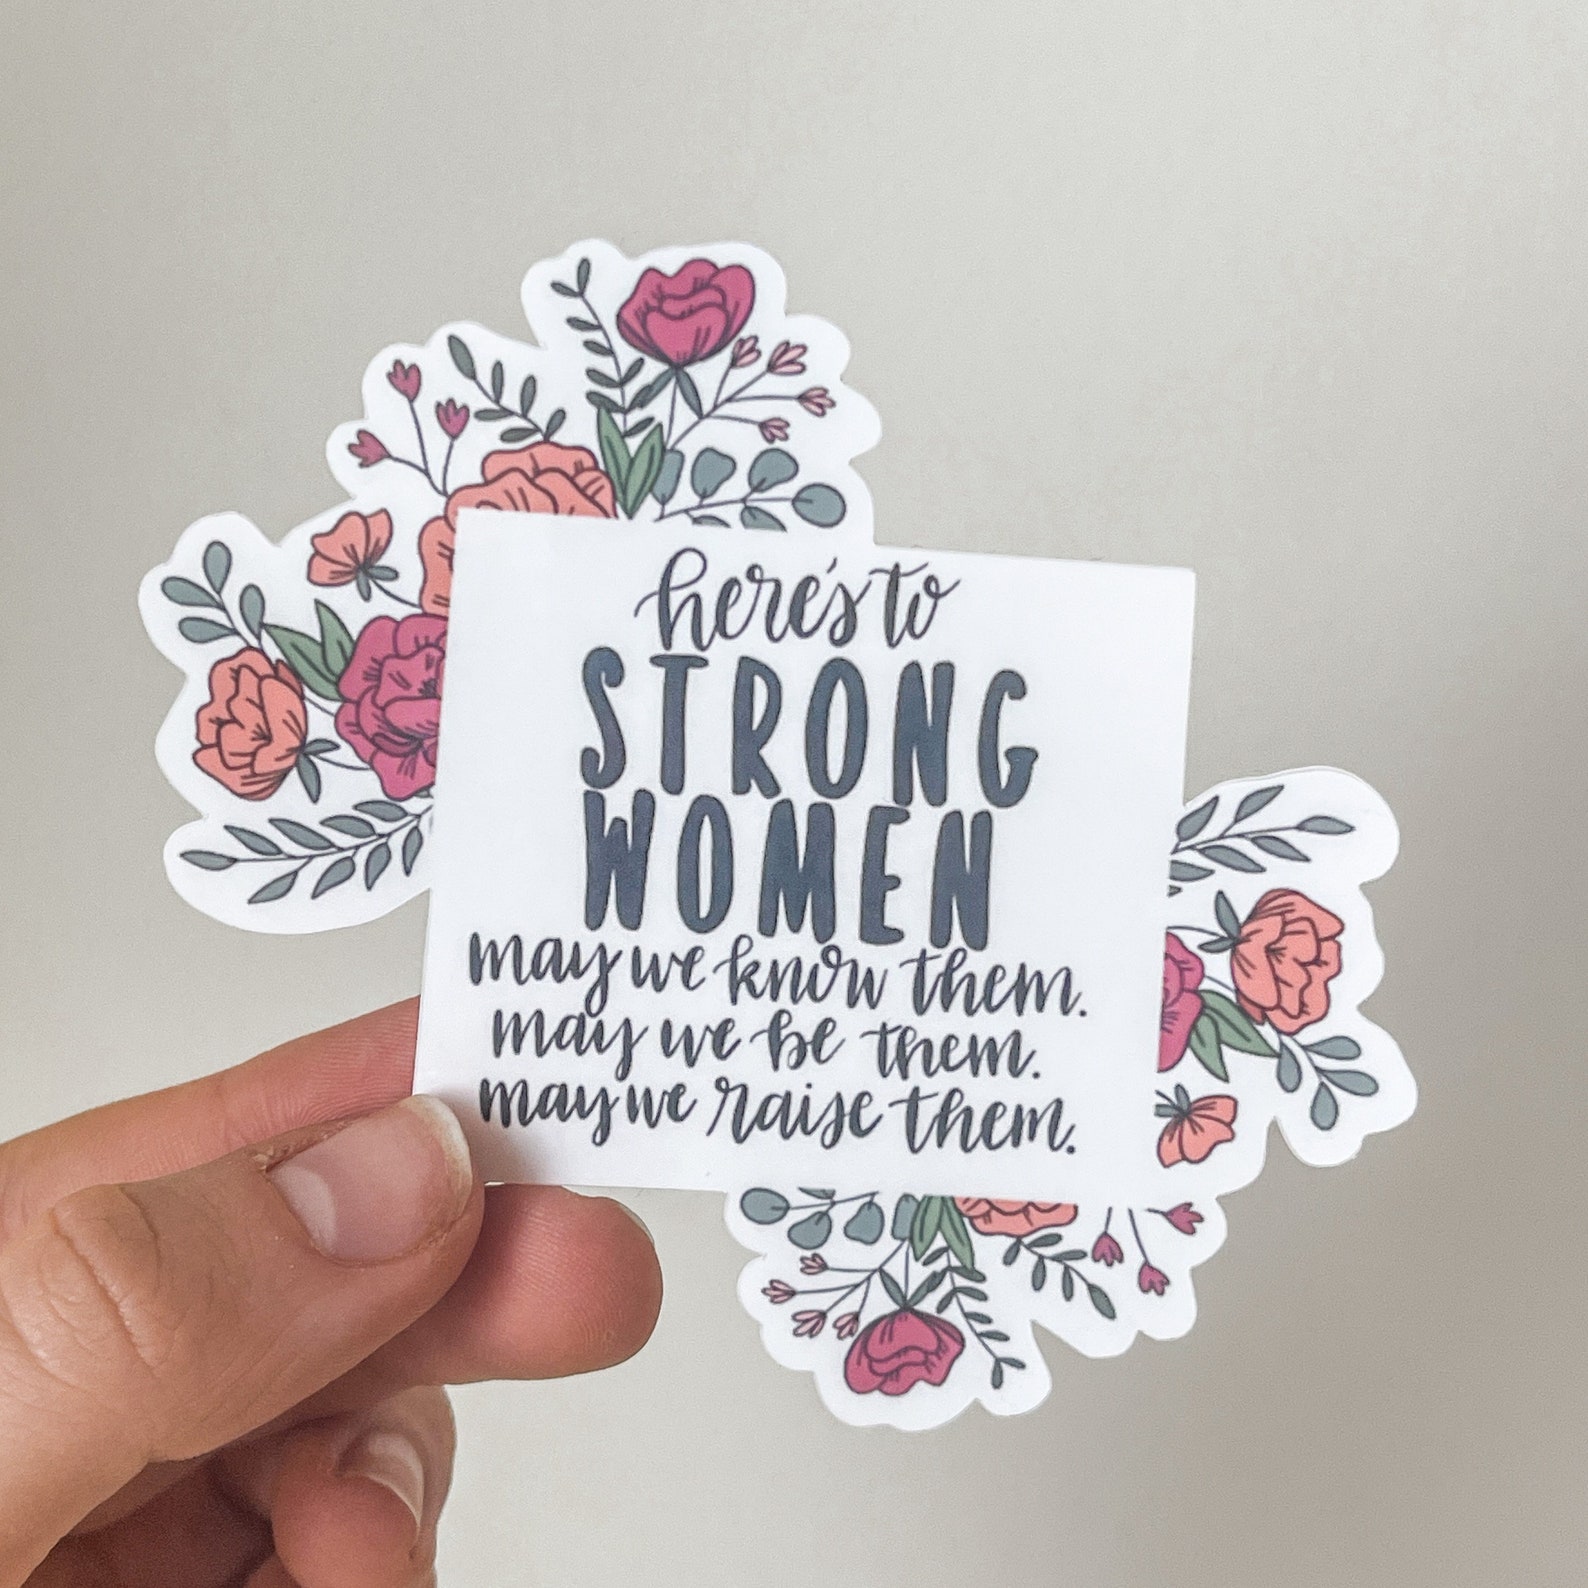 here's to
STRONG
WOMEN
may we know them.
may we be them.
may we raise them.